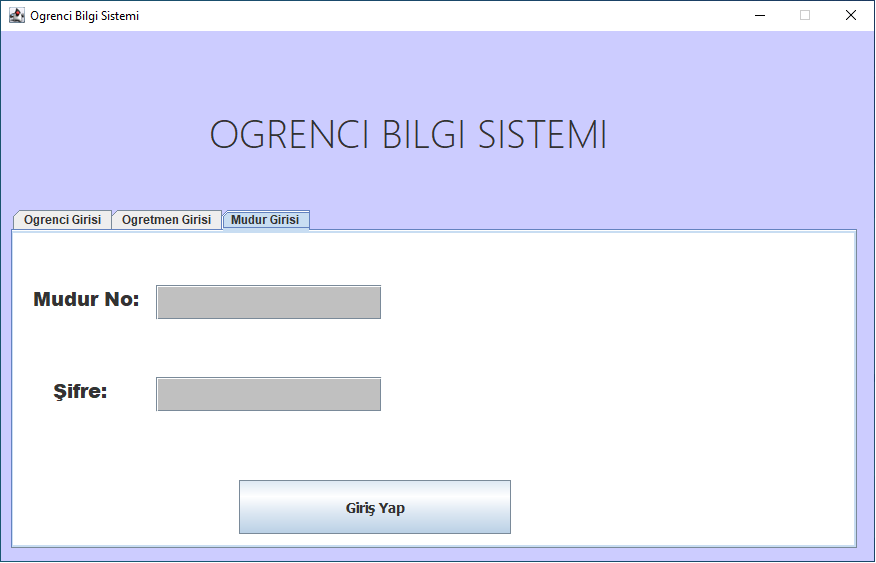 Ogrenci Bilgi Sistemi
OGRENCI BILGI SISTEMI
Ogrenci Girisi Ogretmen Girisi Mudur Girisi
Mudur No:
Şifre:
Giriş Yap